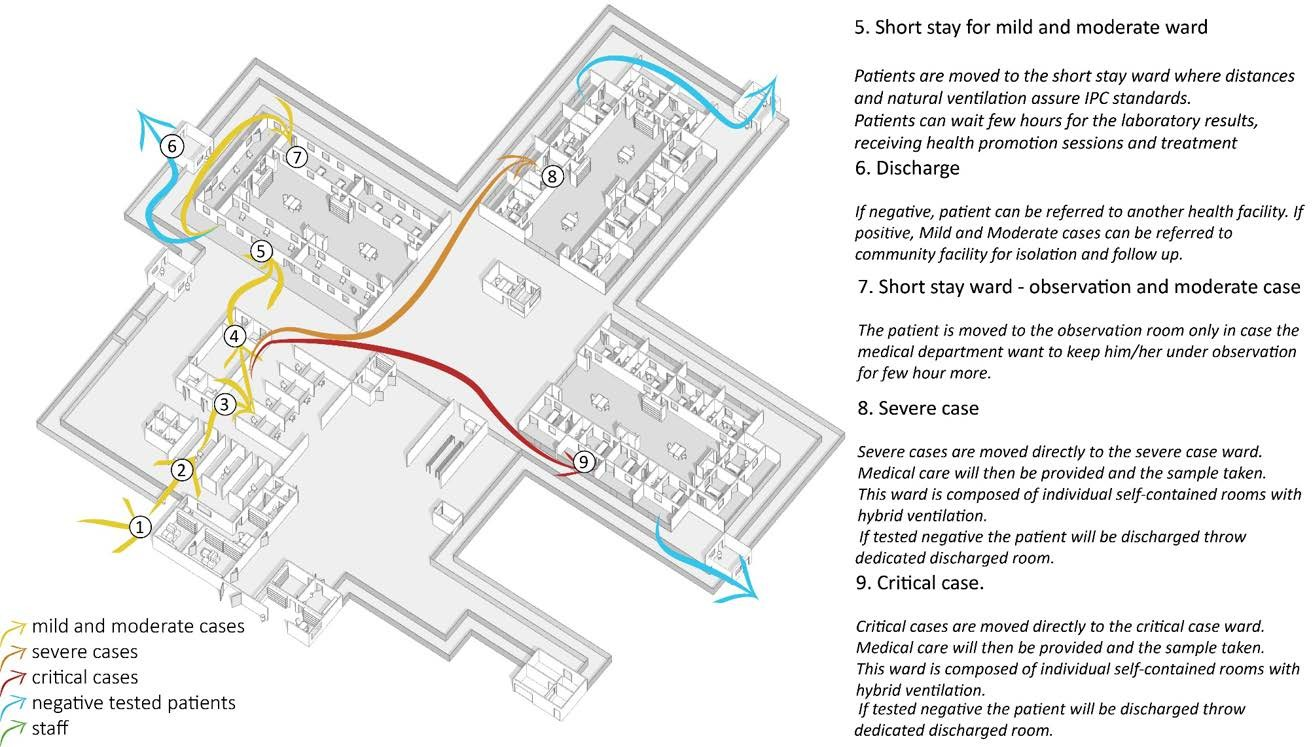 5. Short stay for mild and moderate ward
Patients are moved to the short stay ward where distances
and natural ventilation assure IPC standards.
Patients can wait few hours for the laboratory results,
receiving health promotion sessions and treatment
6. Discharge
If negative, patient can be referred to another health facility. If
positive, Mild and Moderate cases can be referred to
community facility for isolation and follow up.
7. Short stay ward - observation and moderate case
The patient is moved to the observation room only in case the
medical department want to keep him/her under observation
for few hour more.
8. Severe case
Severe cases are moved directly to the severe case ward.
Medical care will then be provided and the sample taken.
This ward is composed of individual self-contained rooms with
hybrid ventilation.
If tested negative the patient will be discharged throw
dedicated discharged room.
9. Critical case.
Critical cases are moved directly to the critical case ward.
Medical care will then be provided and the sample taken.
This ward is composed of individual self-contained rooms with
hybrid ventilation.
If tested negative the patient will be discharged throw
dedicated discharged room.
6
7
8
5
4
3
9
2
1
mild and moderate cases
severe cases
critical cases
negative tested patients
staff